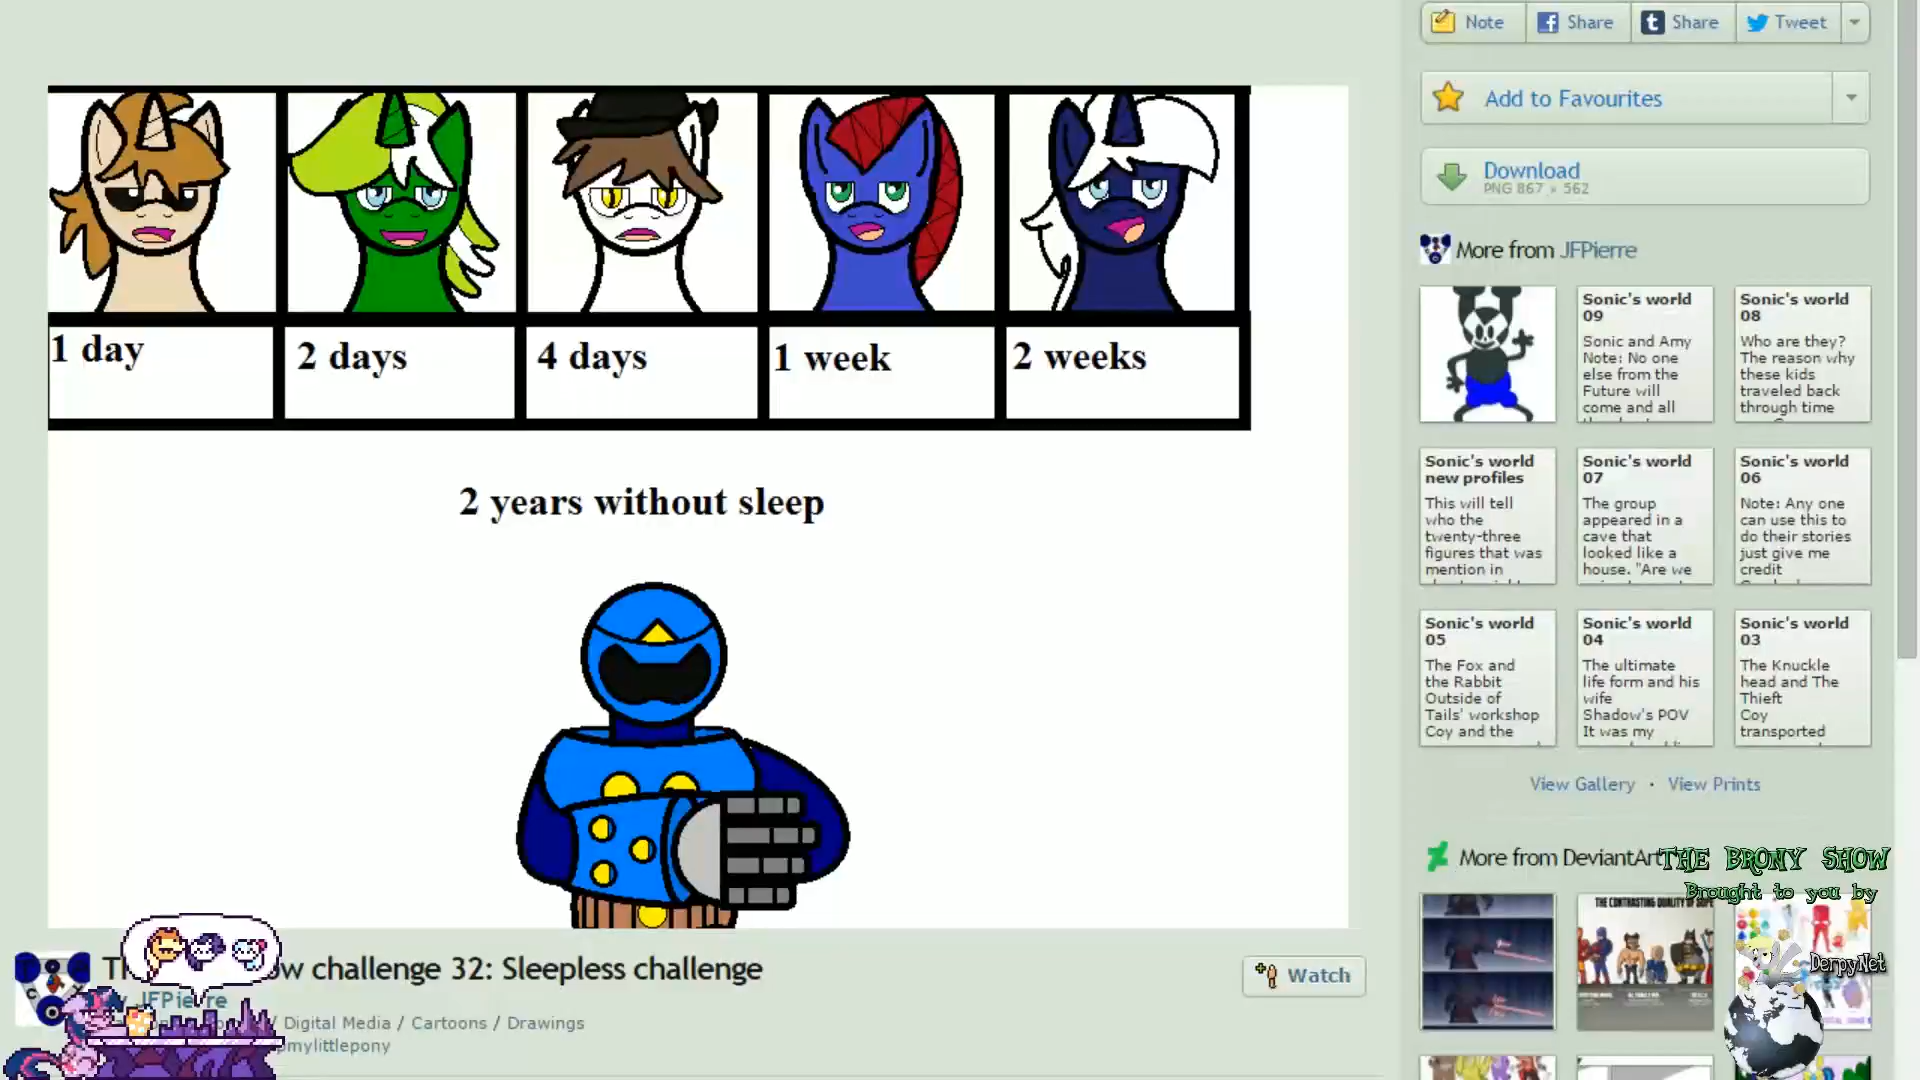 Note
Share
Share
Tweet
Add to Favourites
Download
PNG 867 × 562
1 day
2 days
4 days
1 week
2 weeks
2 years without sleep
More from JFPierre
Sonic's world
09
Sonic and Amy
Note: No one
else from the
Future will
come and all
Sonic's world
08
Who are they?
The reason why
these kids
traveled back
through time
Sonic's world
new profiles
This will tell
who the
twenty-three
figures that was
mention in
Sonic's world
07
The group
appeared in a
cave that
looked like a
house. "Are we
Sonic's world
06
Note: Any one
can use this to
do their stories
just give me
credit
Sonic's world
05
The Fox and
the Rabbit
Outside of
Tails' workshop
Coy and the
Sonic's world
04
The ultimate
life form and his
wife
Shadow's POV
It was my
Sonic's world
03
The Knuckle
head and The
Thieft
Coy
transported
View Gallery · View Prints
More from DeviantArt
THE BRONY SHOW
Brought to you by
DerpyNet
THE CONTRASTING QUALITY OF
challenge 32: Sleepless challenge
JFPierre
/ Digital Media / Cartoons / Drawings
mylittlepony
Watch